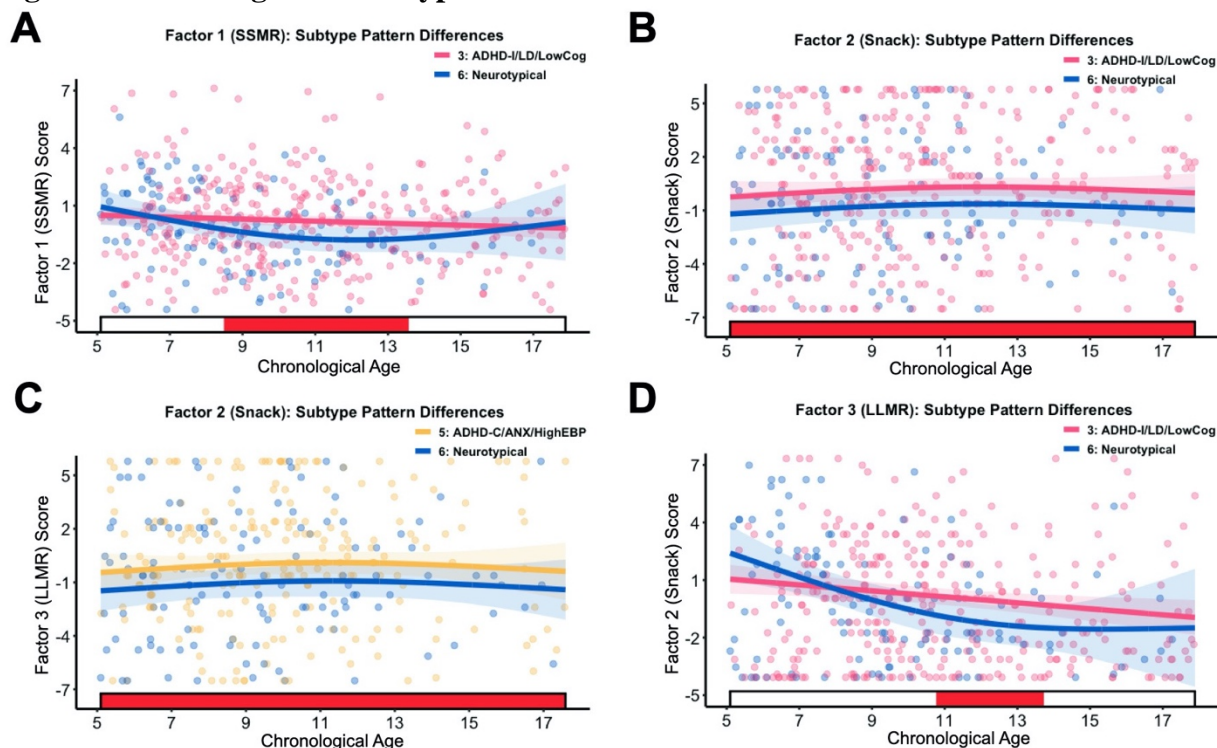 A
Factor 1 (SSMR): Subtype Pattern Differences
3: ADHD-I/LD/LowCog
6: Neurotypical
Factor 1 (SSMR) Score
7
4
1
-2
-5
5 7 9 11 13 15 17
Chronological Age
B
Factor 2 (Snack): Subtype Pattern Differences
3: ADHD-I/LD/LowCog
6: Neurotypical
Factor 2 (Snack) Score
5
2
-1
-4
-7
5 7 9 11 13 15 17
Chronological Age
C
Factor 2 (Snack): Subtype Pattern Differences
5: ADHD-C/ANX/HighEBP
6: Neurotypical
Factor 3 (LLMR) Score
5
2
-1
-4
-7
5 7 9 11 13 15 17
Chronological Age
D
Factor 3 (LLMR): Subtype Pattern Differences
3: ADHD-I/LD/LowCog
6: Neurotypical
Factor 2 (Snack) Score
7
4
1
-2
-5
5 7 9 11 13 15 17
Chronological Age